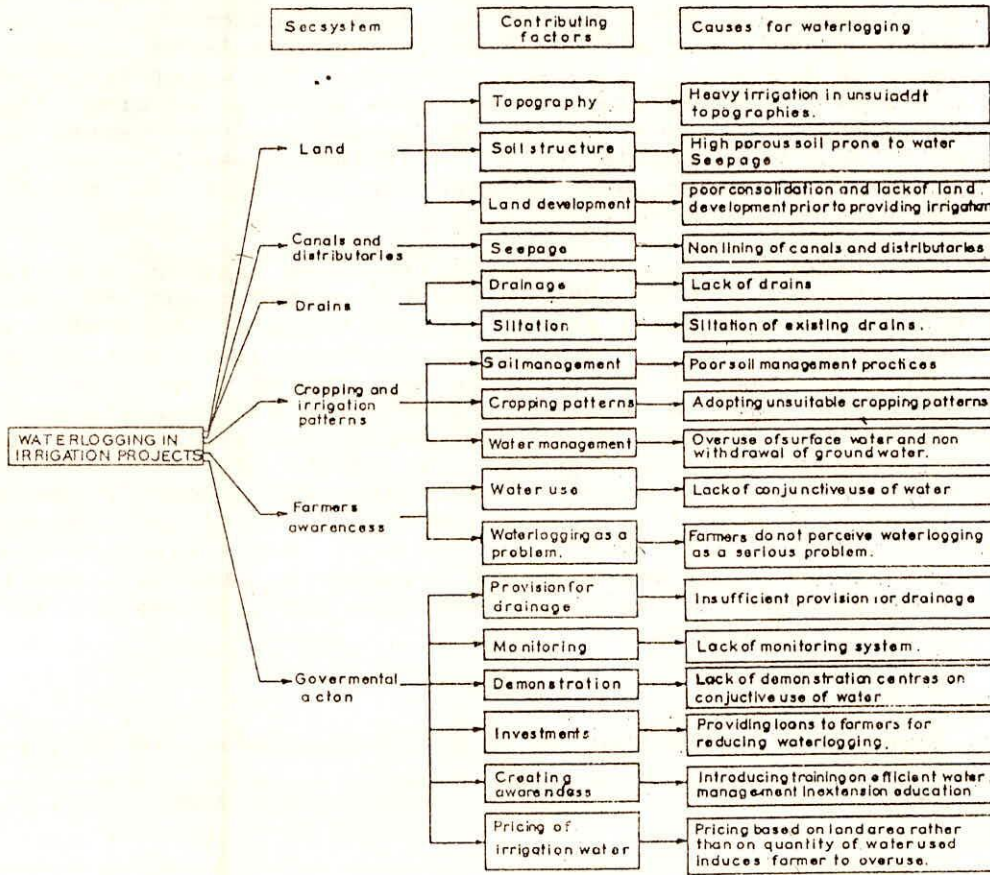 Secsystem
Contributing
factors
Causes for waterlogging
Topography
Heavy irrigation in unsuiaddt
topographies.
Land
Soil structure
High porous soil prone to water
Seepage
Land development
poor consolidation and lack of land
development prior to providing irrigation
Canals and
distributaries
Seepage
Non lining of canals and distributaries
Drains
Drainage
Lack of drains
Slitation
Siltation of existing drains.
Cropping and
irrigation
patterns
Sail management
Poor soil management proctices
Cropping patterns
Adopting unsuitable cropping patterns
Water management
Overuse of surface water and non
withdrawal of ground water.
WATERLOGGING IN
IRRIGATION PROJECTS
Farmers
awarencess
Water use
Lack of conjunctive use of water
Waterlogging as a
problem.
Farmers do not perceive waterlogging
as a serious problem.
Govermental
acton
Provision for
drainage
Insufficient provision for drainage
Monitoring
Lack of monitoring system.
Demonstration
Lack of demonstration centres on
conjuctive use of water
Investments
Providing loans to farmers for
reducing waterlogging.
Creating
awarendess
Introducing training on efficient water
management in extension education
Pricing of
irrigation water
Pricing based on land area rather
than on quantity of water used
induces farmer to overuse.